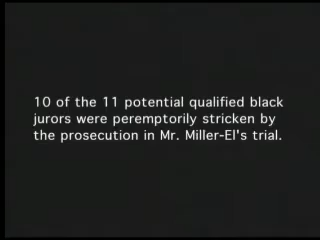 10 of the 11 potential qualified black
jurors were peremptorily stricken by
the prosecution in Mr. Miller-El's trial.